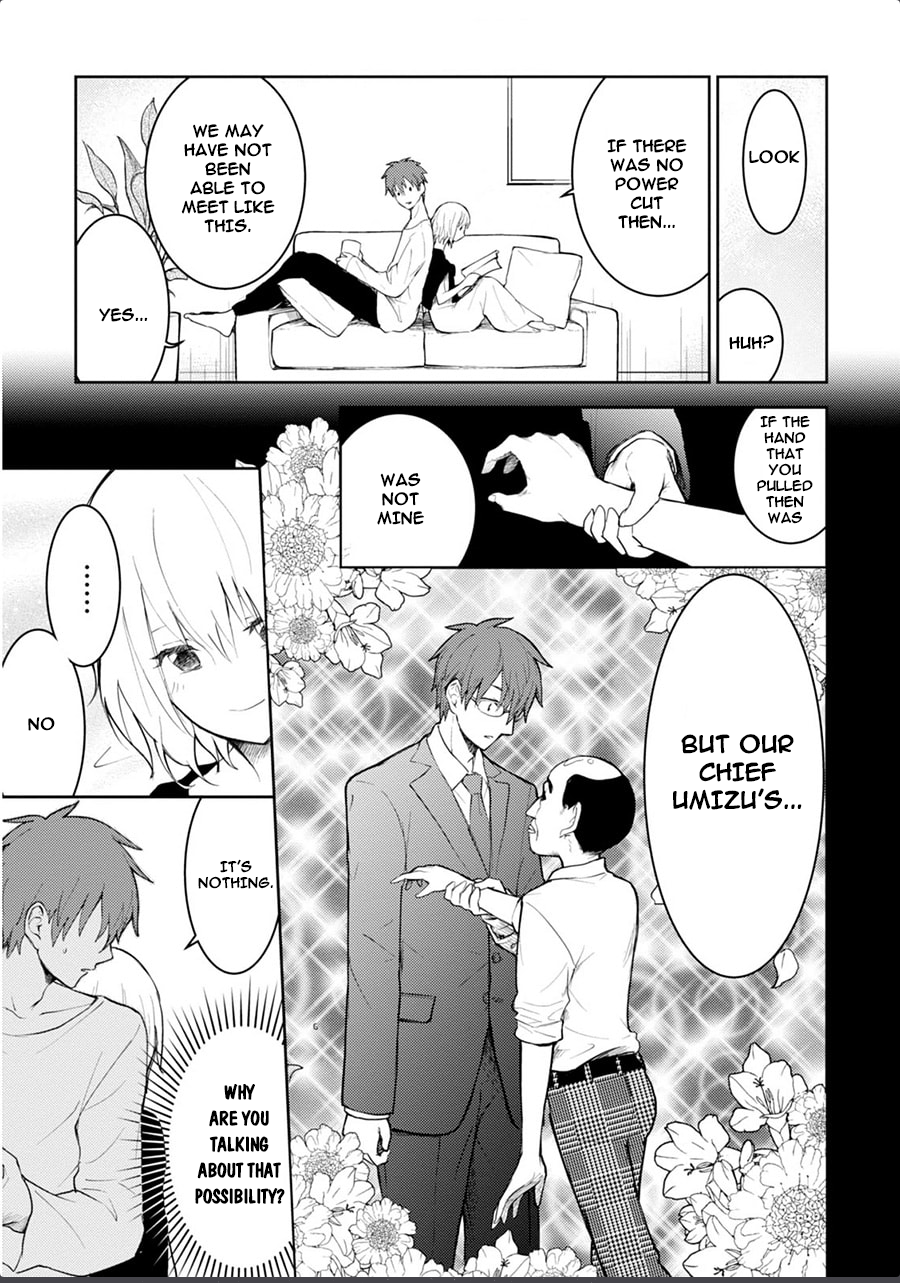 LOOK
HUH?
IF THERE
WAS NO
POWER
CUT
THEN...
WE MAY
HAVE NOT
BEEN
ABLE TO
MEET LIKE
THIS.
YES...
IF THE
HAND
THAT
YOU
PULLED
THEN
WAS
WAS
NOT
MINE
BUT OUR
CHIEF
UMIZU'S...
......
NO
IT'S
NOTHING.
WHY
ARE YOU
TALKING
ABOUT THAT
POSSIBILITY?